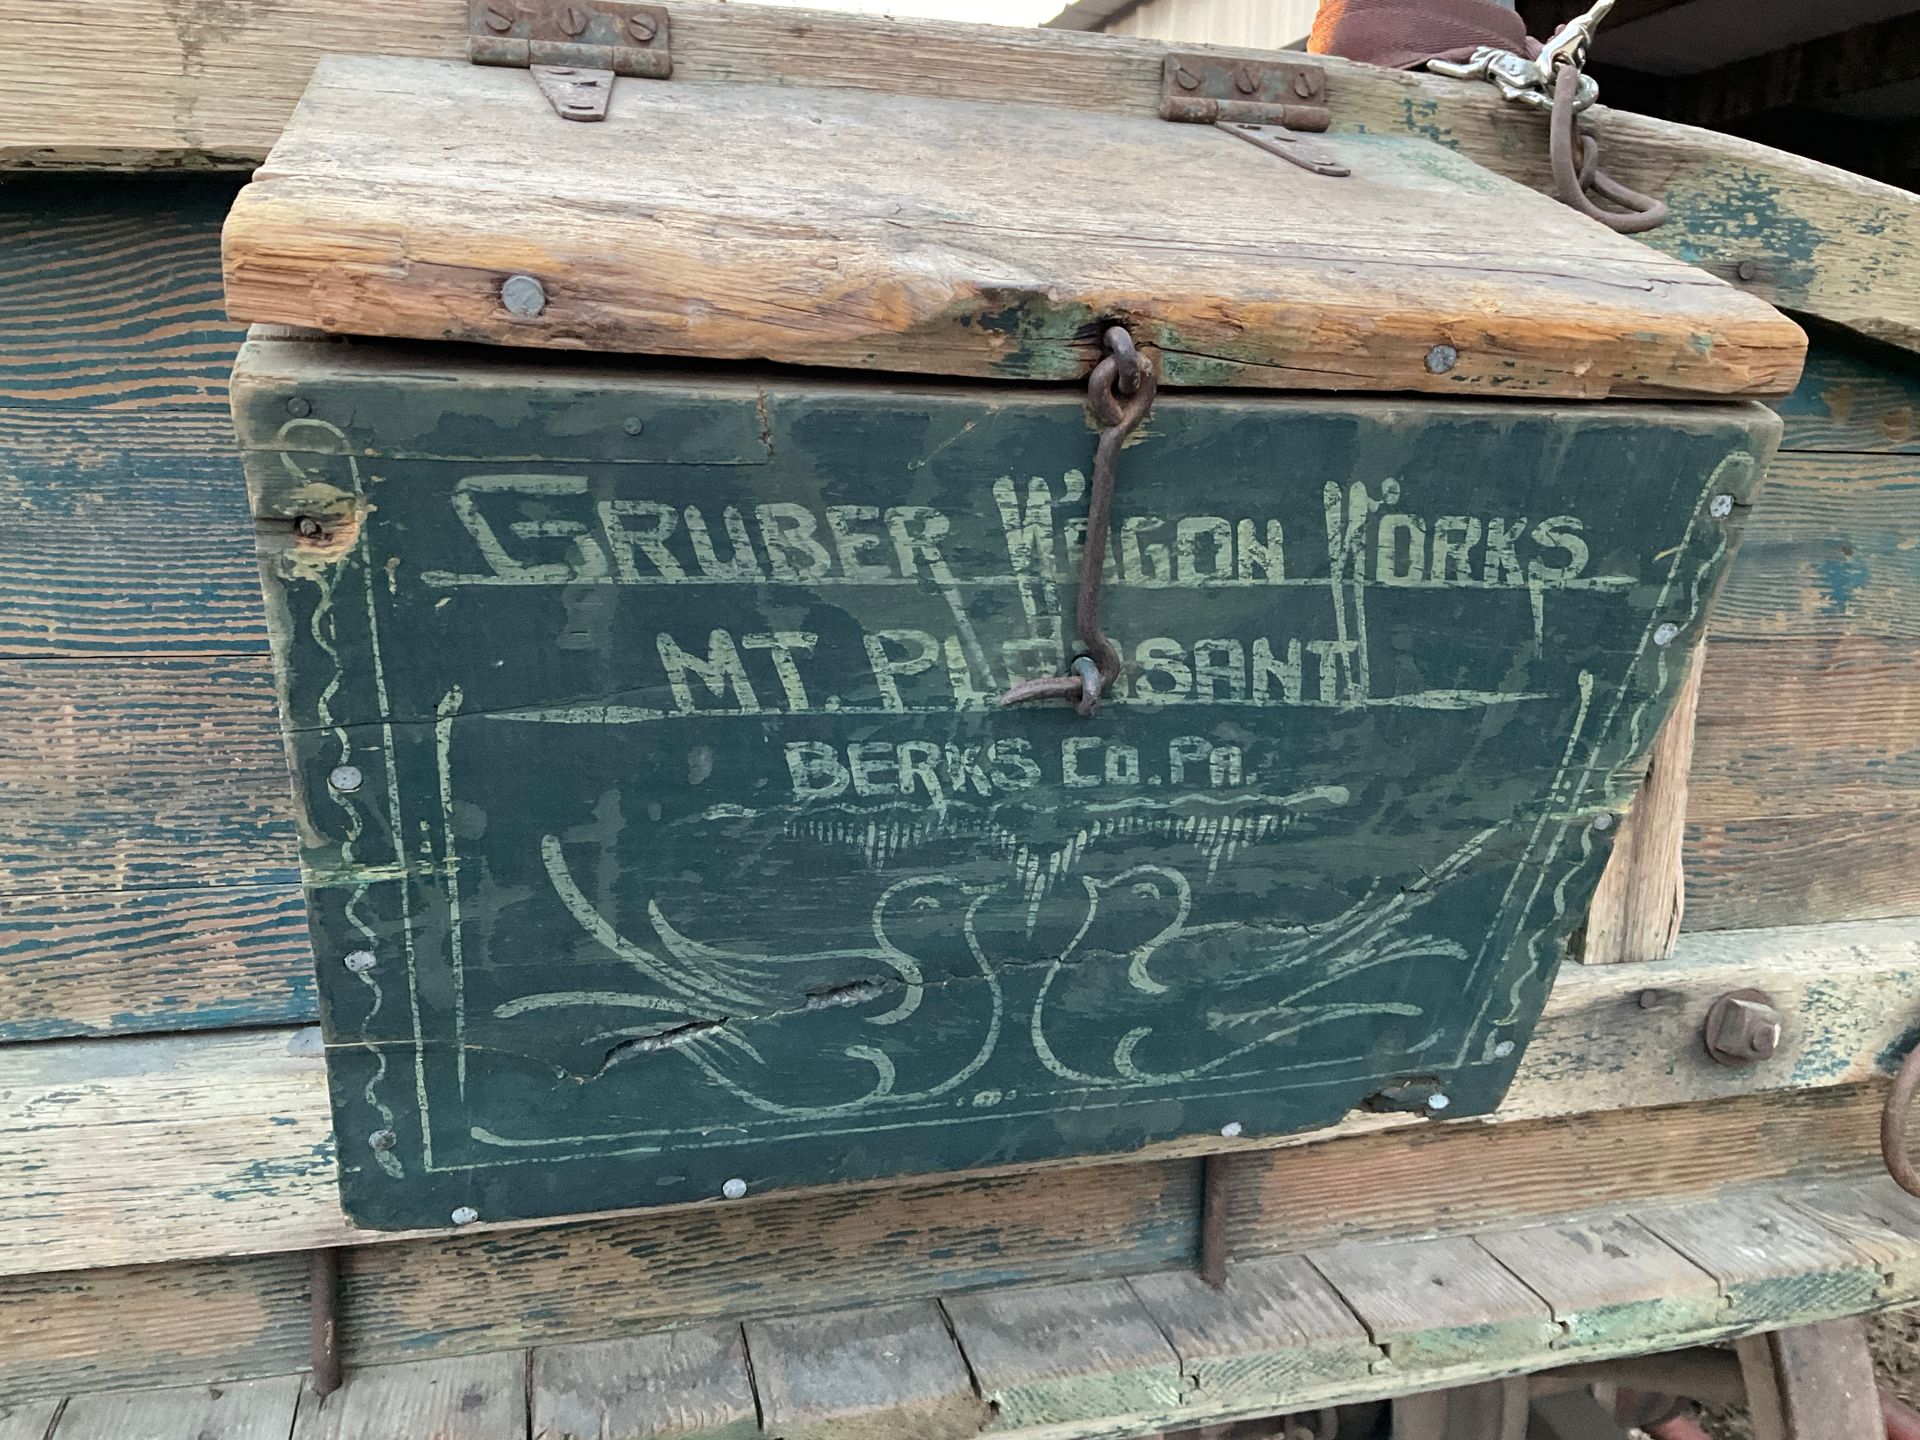 GRUBER WAGON WORKS
MT. PLEASANT
BERKS CO. PA.